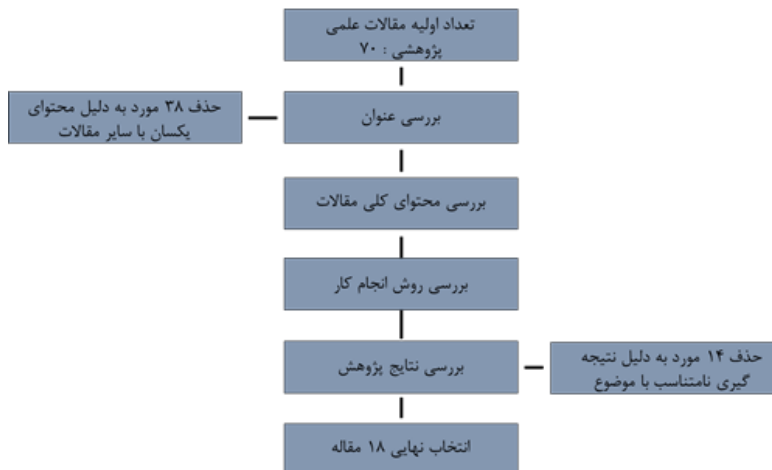 تعداد اولیه مقالات علمی
پژوهشی : ۷۰
بررسی عنوان
حذف ۳۸ مورد به دلیل محتوای
یکسان با سایر مقالات
بررسی محتوای کلی مقالات
بررسی روش انجام کار
بررسی نتایج پژوهش
حذف ۱۴ مورد به دلیل نتیجه
گیری نامتناسب با موضوع
انتخاب نهایی ۱۸ مقاله